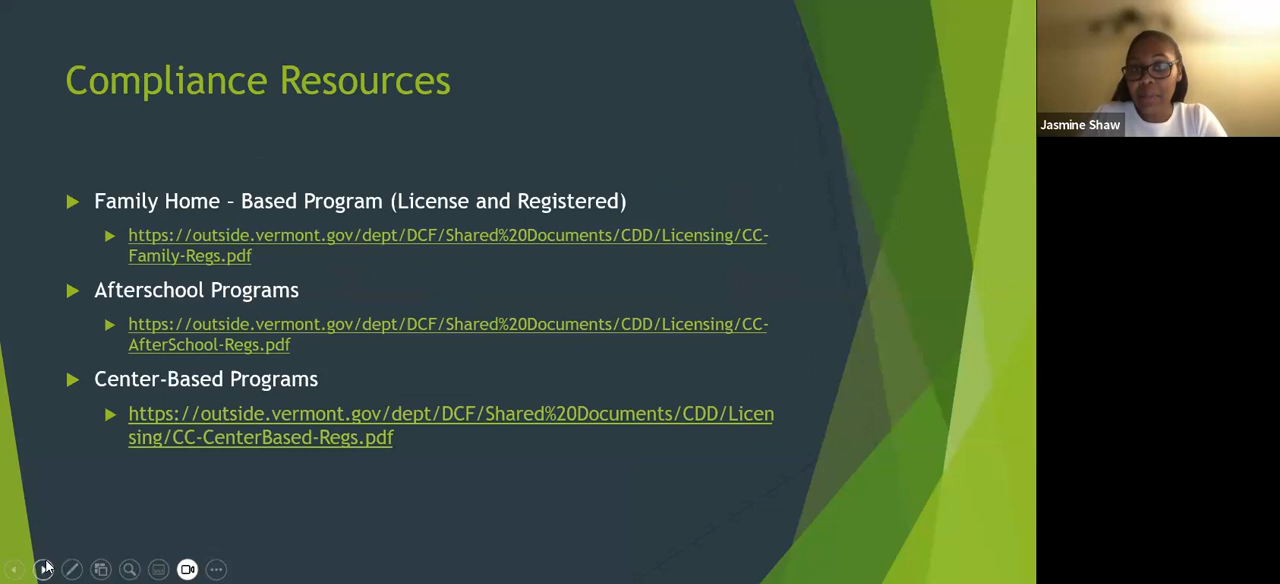 Compliance Resources
Family Home - Based Program (License and Registered)
https://outside.vermont.gov/dept/DCF/Shared%20Documents/CDD/Licensing/CC-
Family-Regs.pdf
Afterschool Programs
https://outside.vermont.gov/dept/DCF/Shared%20Documents/CDD/Licensing/CC-
AfterSchool-Regs.pdf
Center-Based Programs
https://outside.vermont.gov/dept/DCF/Shared%20Documents/CDD/Licen
sing/CC-CenterBased-Regs.pdf
Jasmine Shaw